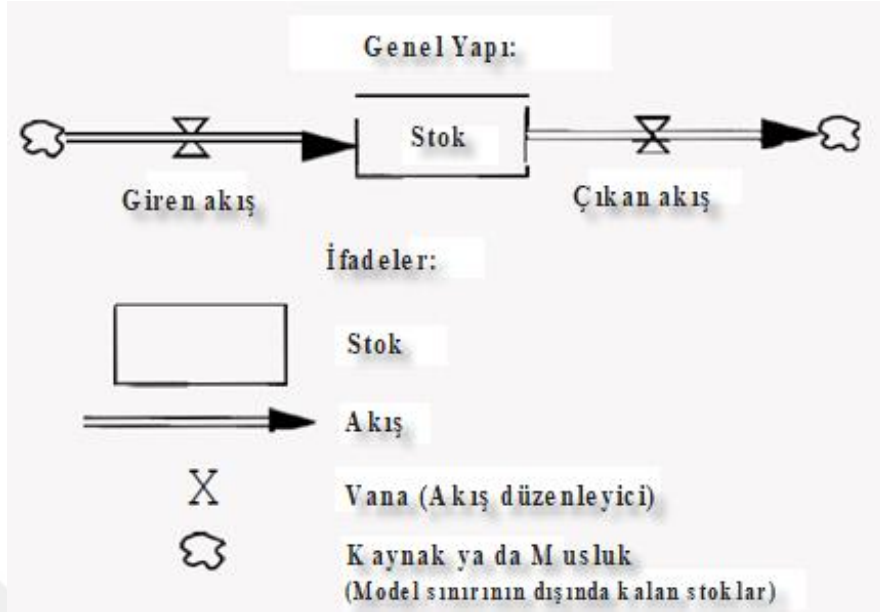 Genel Yapı:
Stok
Giren akış
Çıkan akış
İfadeler:
Stok
Akış
X
Vana (Akış düzenleyici)
Kaynak ya da Musluk
(Model sınırının dışında kalan stoklar)